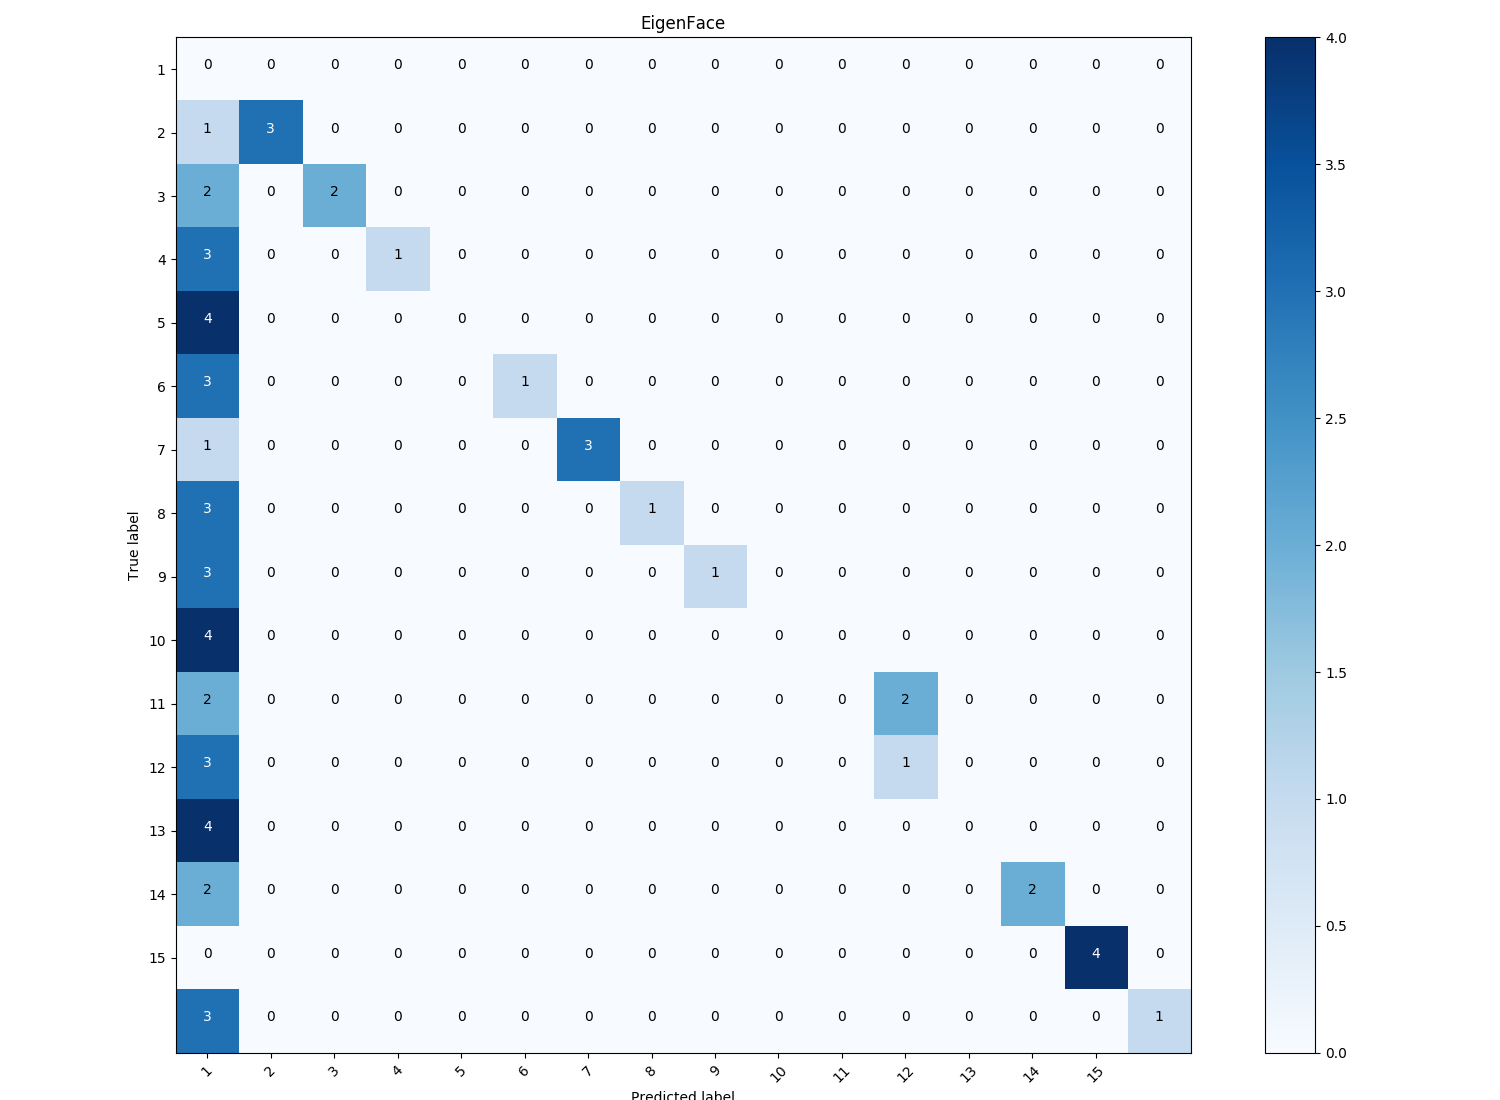 EigenFace
1 0 0 0 0 0 0 0 0 0 0 0 0 0 0 0 0
2 1 3 0 0 0 0 0 0 0 0 0 0 0 0 0 0
3 2 0 2 0 0 0 0 0 0 0 0 0 0 0 0 0
4 3 0 0 1 0 0 0 0 0 0 0 0 0 0 0 0
5 4 0 0 0 0 0 0 0 0 0 0 0 0 0 0 0
6 3 0 0 0 0 1 0 0 0 0 0 0 0 0 0 0
7 1 0 0 0 0 0 3 0 0 0 0 0 0 0 0 0
8 3 0 0 0 0 0 0 1 0 0 0 0 0 0 0 0
9 3 0 0 0 0 0 0 0 1 0 0 0 0 0 0 0
10 4 0 0 0 0 0 0 0 0 0 0 0 0 0 0 0
11 2 0 0 0 0 0 0 0 0 0 0 2 0 0 0 0
12 3 0 0 0 0 0 0 0 0 0 0 1 0 0 0 0
13 4 0 0 0 0 0 0 0 0 0 0 0 0 0 0 0
14 2 0 0 0 0 0 0 0 0 0 0 0 0 2 0 0
15 0 0 0 0 0 0 0 0 0 0 0 0 0 0 4 0
3 0 0 0 0 0 0 0 0 0 0 0 0 0 0 1
True label
1 2 3 4 5 6 7 8 9 10 11 12 13 14 15
Predicted label
4.0
3.5
3.0
2.5
2.0
1.5
1.0
0.5
0.0